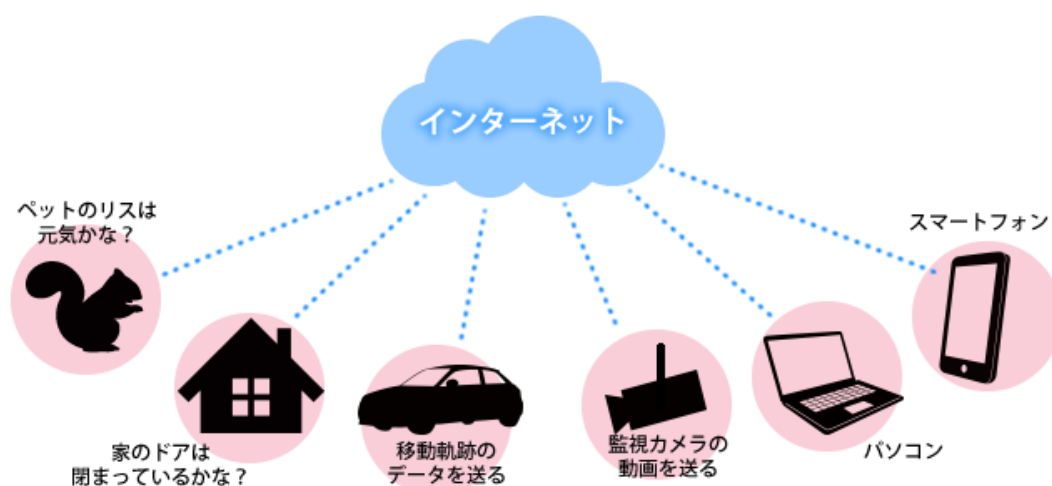 インターネット
ペットのリスは
元気かな？
家のドアは
閉まっているかな？
移動軌跡の
データを送る
監視カメラの
動画を送る
パソコン
スマートフォン